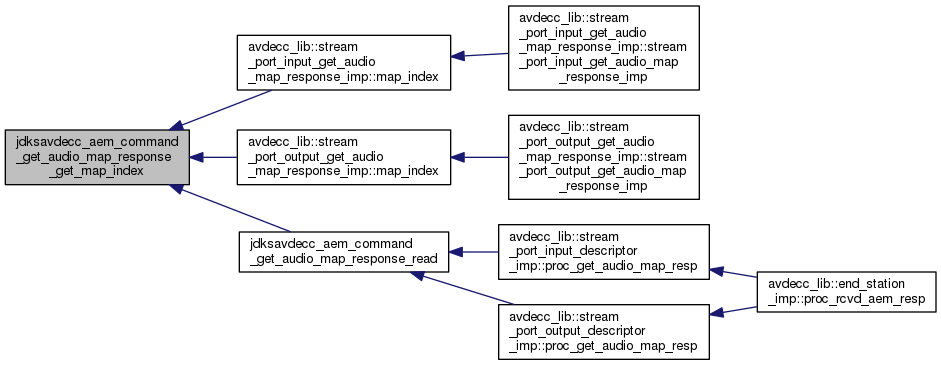 jdksavdecc_aem_command
_get_audio_map_response
_get_map_index
avdecc_lib::stream
_port_input_get_audio
_map_response_imp::map_index
avdecc_lib::stream
_port_input_get_audio
_map_response_imp::stream
_port_input_get_audio_map
_response_imp
avdecc_lib::stream
_port_output_get_audio
_map_response_imp::map_index
avdecc_lib::stream
_port_output_get_audio
_map_response_imp::stream
_port_output_get_audio_map
_response_imp
jdksavdecc_aem_command
_get_audio_map_response_read
avdecc_lib::stream
_port_input_descriptor
_imp::proc_get_audio_map_resp
avdecc_lib::end_station
_imp::proc_rcvd_aem_resp
avdecc_lib::stream
_port_output_descriptor
_imp::proc_get_audio_map_resp